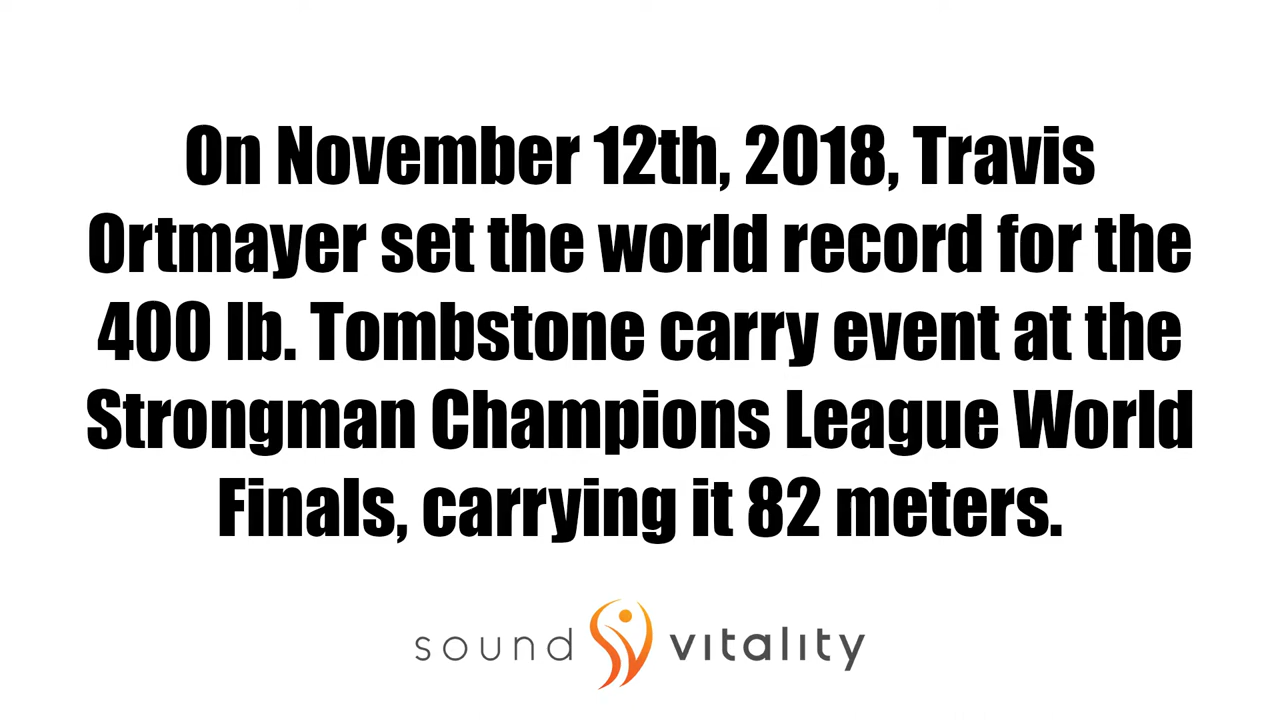 On November 12th, 2018, Travis
Ortmayer set the world record for the
400 lb. Tombstone carry event at the
Strongman Champions League World
Finals, carrying it 82 meters.
sound vitality